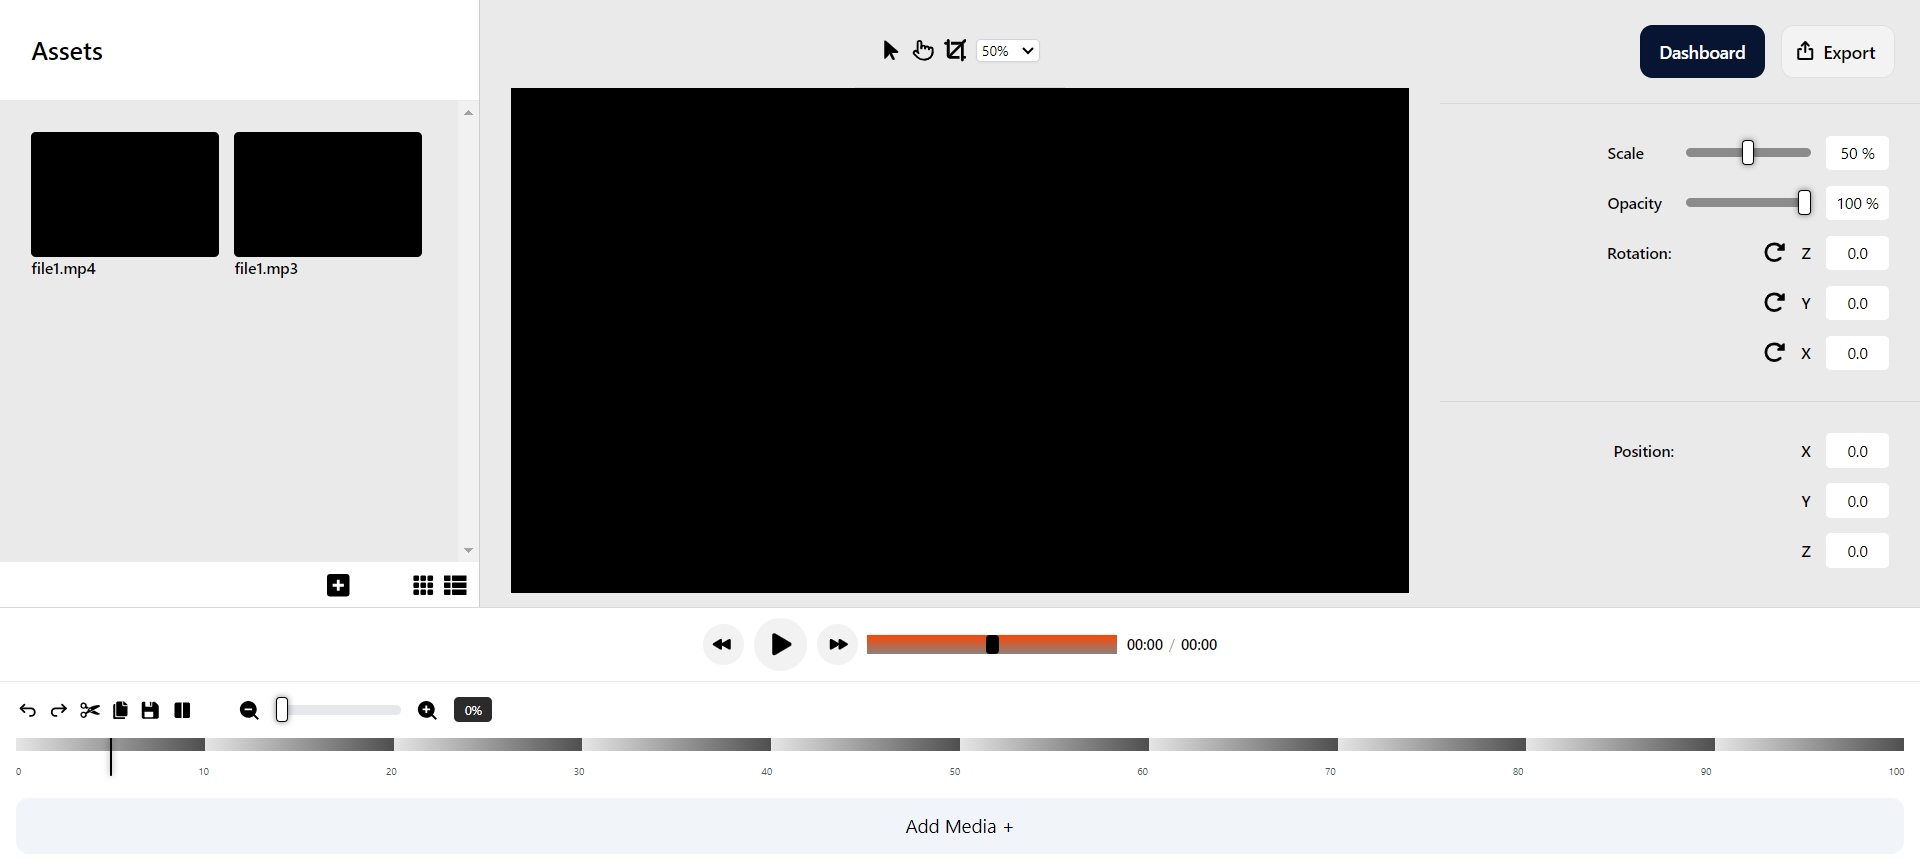 Assets
50%
Dashboard
Export
file1.mp4
file1.mp3
Scale
50 %
Opacity
100 %
Rotation:
Z
0.0
Y
0.0
X
0.0
Position:
X
0.0
Y
0.0
Z
0.0
00:00 / 00:00
0%
0 10 20 30 40 50 60 70 80 90 100
Add Media +